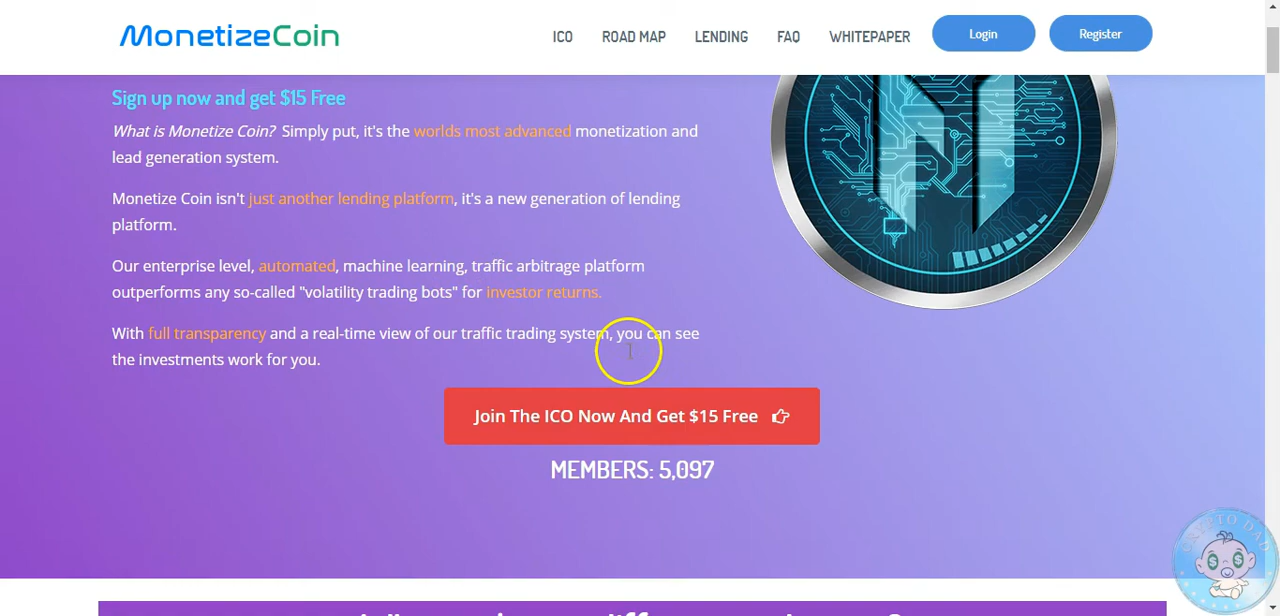 MonetizeCoin
ICO ROAD MAP LENDING FAQ WHITEPAPER Login Register
Sign up now and get $15 Free
What is Monetize Coin? Simply put, it's the worlds most advanced monetization and
lead generation system.
Monetize Coin isn't just another lending platform, it's a new generation of lending
platform.
Our enterprise level, automated, machine learning, traffic arbitrage platform
outperforms any so-called "volatility trading bots" for investor returns.
With full transparency and a real-time view of our traffic trading system, you can see
the investments work for you.
Join The ICO Now And Get $15 Free
MEMBERS: 5,097
CRYPTO DAD